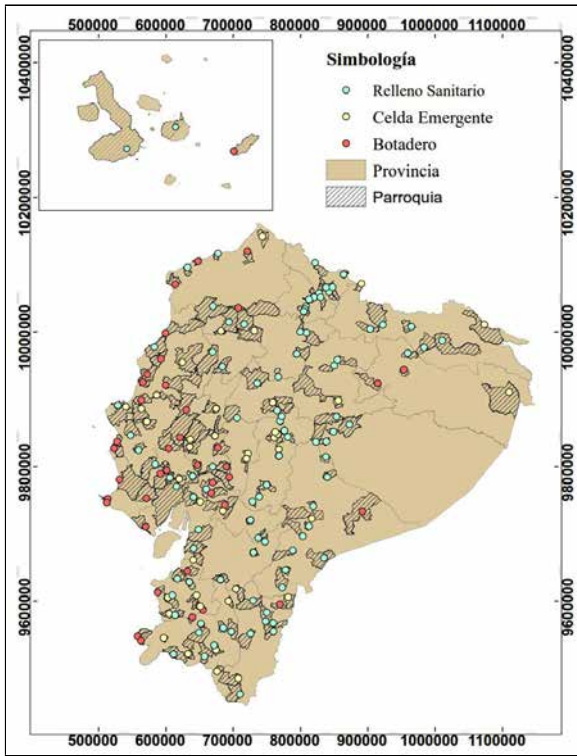 500000 600000 700000 800000 900000 1000000 1100000
10400000 10400000
Simbología
Relleno Sanitario
Celda Emergente
Botadero
Provincia
Parroquia
10200000 10200000
10000000 10000000
9800000 9800000
9600000 9600000
500000 600000 700000 800000 900000 1000000 1100000